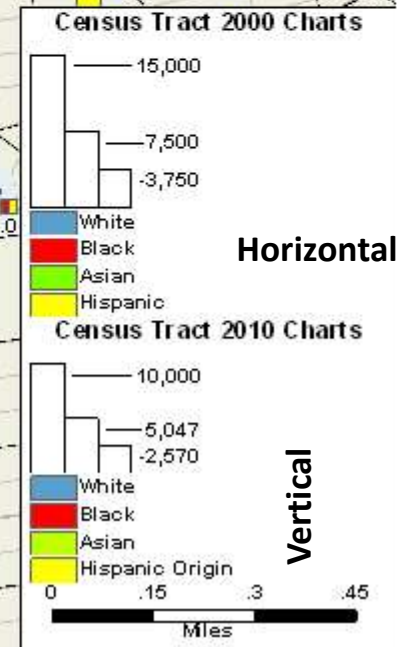 Census Tract 2000 Charts
15,000
7,500
-3,750
.0
White
Black
Horizontal
Asian
Hispanic
Census Tract 2010 Charts
10,000
5,047
-2,570
White
Vertical
Black
Asian
Hispanic Origin
0 .15 .3 .45
Miles